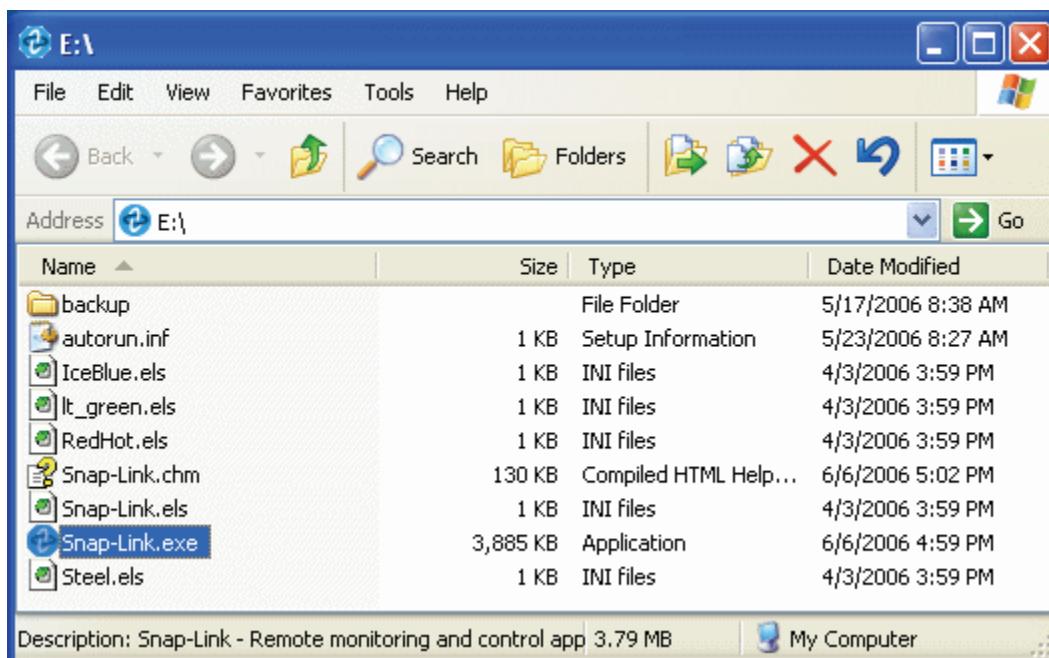 E:\
File Edit View Favorites Tools Help
Back Search Folders
Address E:\ Go
Name Size Type Date Modified
backup File Folder 5/17/2006 8:38 AM
autorun.inf 1 KB Setup Information 5/23/2006 8:27 AM
IceBlue.els 1 KB INI files 4/3/2006 3:59 PM
lt_green.els 1 KB INI files 4/3/2006 3:59 PM
RedHot.els 1 KB INI files 4/3/2006 3:59 PM
Snap-Link.chm 130 KB Compiled HTML Help... 6/6/2006 5:02 PM
Snap-Link.els 1 KB INI files 4/3/2006 3:59 PM
Snap-Link.exe 3,885 KB Application 6/6/2006 4:59 PM
Steel.els 1 KB INI files 4/3/2006 3:59 PM
Description: Snap-Link - Remote monitoring and control app 3.79 MB My Computer